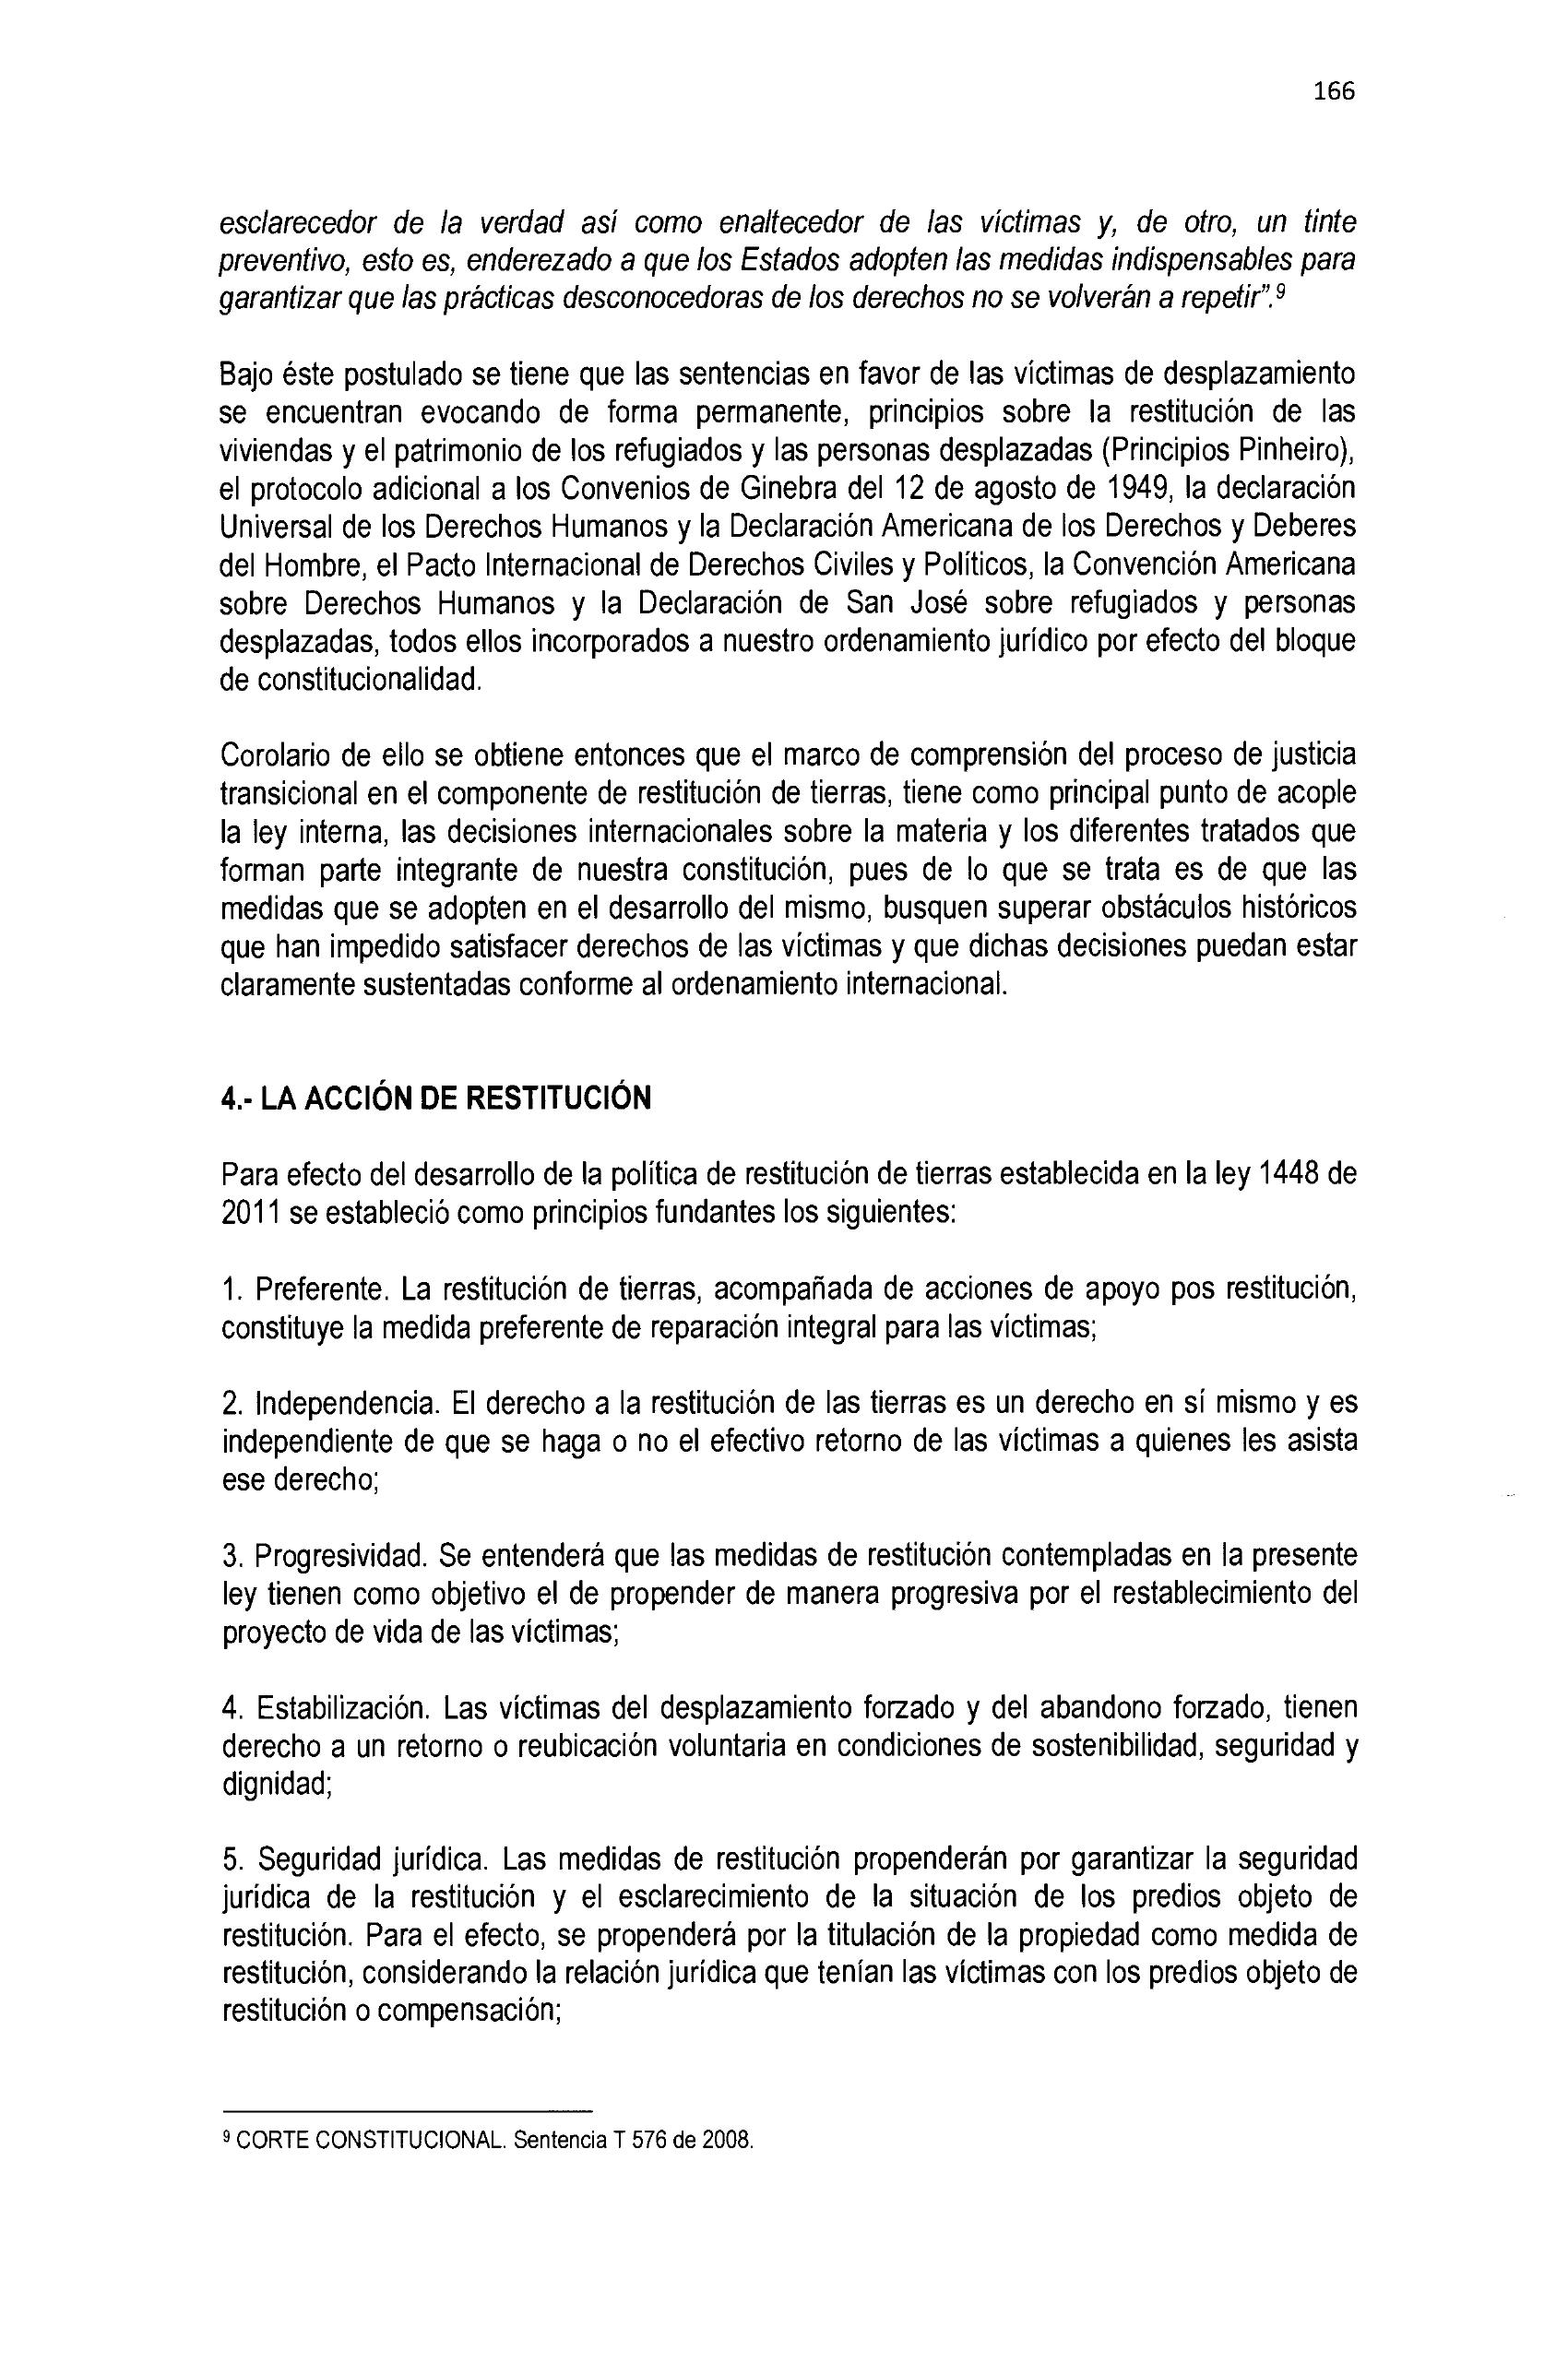 166
esclarecedor de la verdad así como enaltecedor de las víctimas y, de otro, un tinte
preventivo, esto es, enderezado a que los Estados adopten las medidas indispensables para
garantizar que las prácticas desconocedoras de los derechos no se volverán a repetir”.⁹
Bajo éste postulado se tiene que las sentencias en favor de las víctimas de desplazamiento
se encuentran evocando de forma permanente, principios sobre la restitución de las
viviendas y el patrimonio de los refugiados y las personas desplazadas (Principios Pinheiro),
el protocolo adicional a los Convenios de Ginebra del 12 de agosto de 1949, la declaración
Universal de los Derechos Humanos y la Declaración Americana de los Derechos y Deberes
del Hombre, el Pacto Internacional de Derechos Civiles y Políticos, la Convención Americana
sobre Derechos Humanos y la Declaración de San José sobre refugiados y personas
desplazadas, todos ellos incorporados a nuestro ordenamiento jurídico por efecto del bloque
de constitucionalidad.
Corolario de ello se obtiene entonces que el marco de comprensión del proceso de justicia
transicional en el componente de restitución de tierras, tiene como principal punto de acople
la ley interna, las decisiones internacionales sobre la materia y los diferentes tratados que
forman parte integrante de nuestra constitución, pues de lo que se trata es de que las
medidas que se adopten en el desarrollo del mismo, busquen superar obstáculos históricos
que han impedido satisfacer derechos de las víctimas y que dichas decisiones puedan estar
claramente sustentadas conforme al ordenamiento internacional.
4.- LA ACCIÓN DE RESTITUCIÓN
Para efecto del desarrollo de la política de restitución de tierras establecida en la ley 1448 de
2011 se estableció como principios fundantes los siguientes:
1. Preferente. La restitución de tierras, acompañada de acciones de apoyo pos restitución,
constituye la medida preferente de reparación integral para las víctimas;
2. Independencia. El derecho a la restitución de las tierras es un derecho en sí mismo y es
independiente de que se haga o no el efectivo retorno de las víctimas a quienes les asista
ese derecho;
3. Progresividad. Se entenderá que las medidas de restitución contempladas en la presente
ley tienen como objetivo el de propender de manera progresiva por el restablecimiento del
proyecto de vida de las víctimas;
4. Estabilización. Las víctimas del desplazamiento forzado y del abandono forzado, tienen
derecho a un retorno o reubicación voluntaria en condiciones de sostenibilidad, seguridad y
dignidad;
5. Seguridad jurídica. Las medidas de restitución propenderán por garantizar la seguridad
jurídica de la restitución y el esclarecimiento de la situación de los predios objeto de
restitución. Para el efecto, se propenderá por la titulación de la propiedad como medida de
restitución, considerando la relación jurídica que tenían las víctimas con los predios objeto de
restitución o compensación;
⁹ CORTE CONSTITUCIONAL. Sentencia T 576 de 2008.